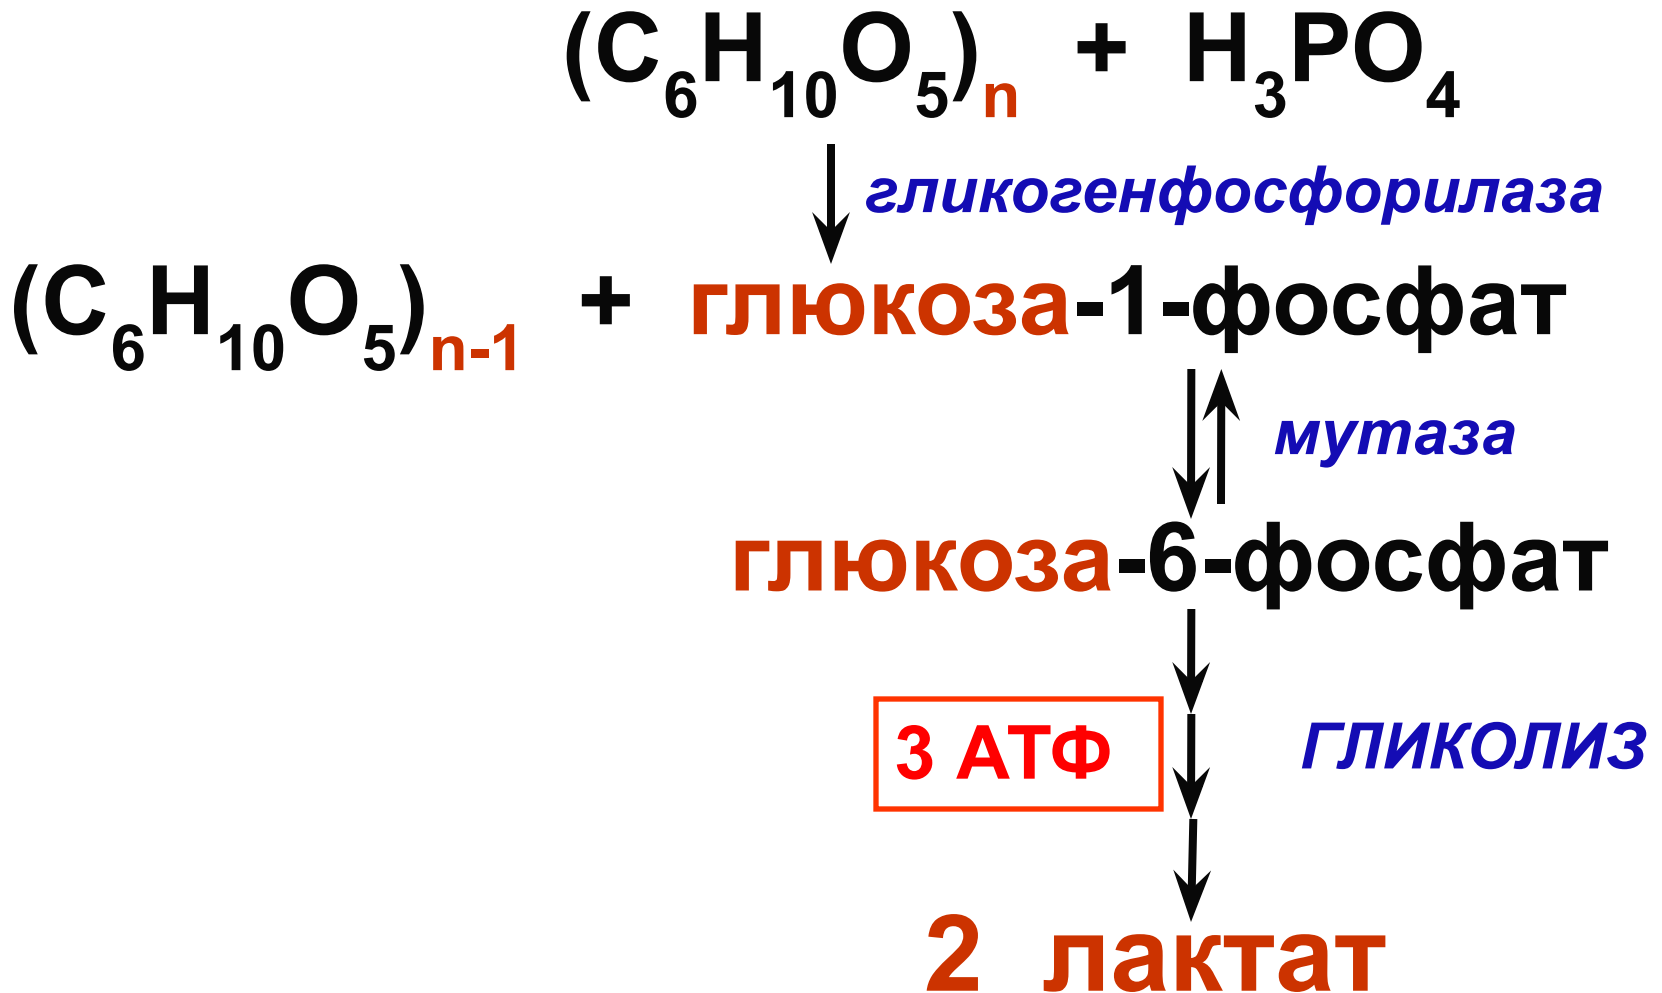 (C₆H₁₀O₅)ₙ + H₃PO₄
гликогенфосфорилаза
(C₆H₁₀O₅)ₙ₋₁ + глюкоза-1-фосфат
мутаза
глюкоза-6-фосфат
3 АТФ ГЛИКОЛИЗ
2 лактат